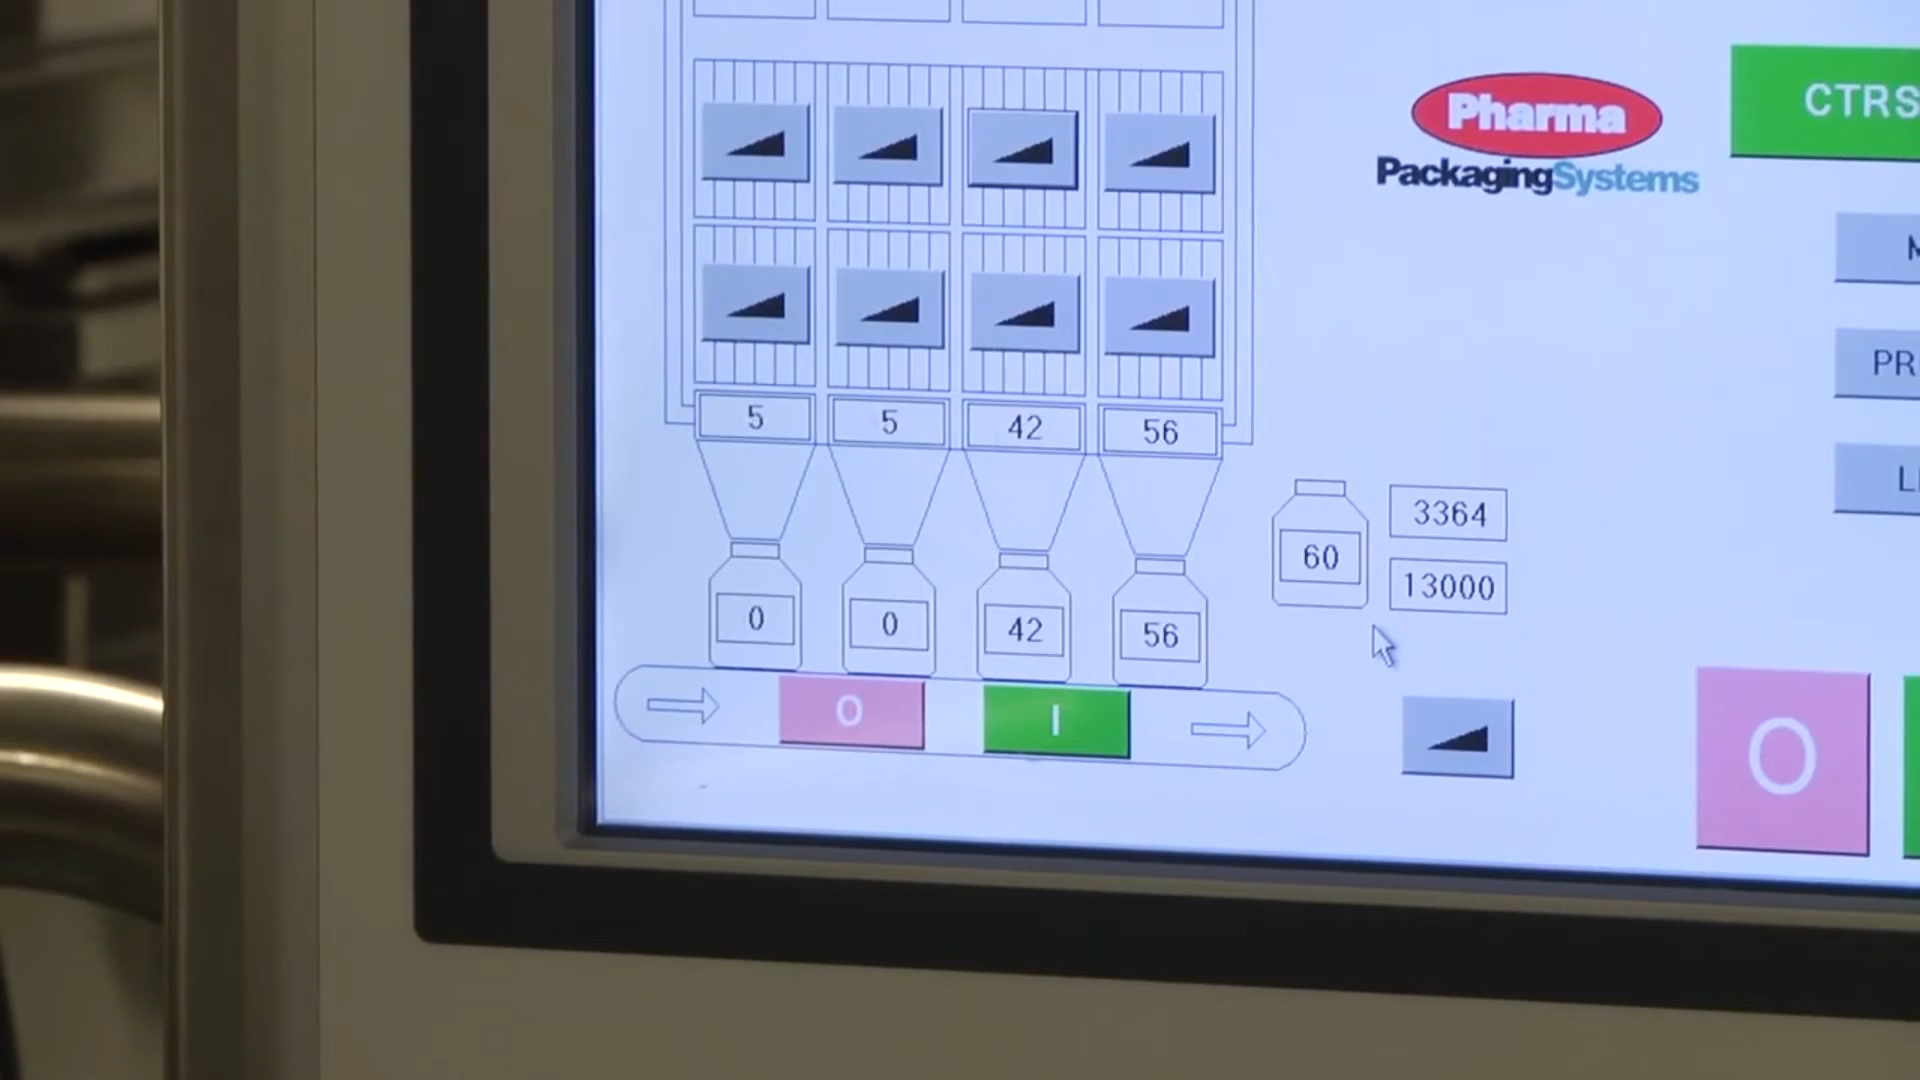 Pharma
PackagingSystems
CTRS
M
PR
L
5 5 42 56
3364
60
13000
0 0 42 56
O I
O